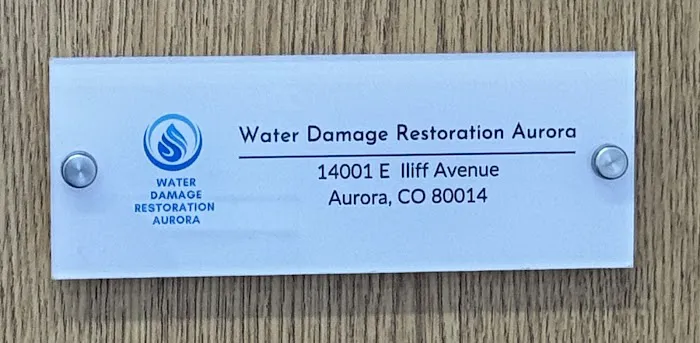 Water Damage Restoration Aurora
14001 E Iliff Avenue
Aurora, CO 80014
WATER
DAMAGE
RESTORATION
AURORA